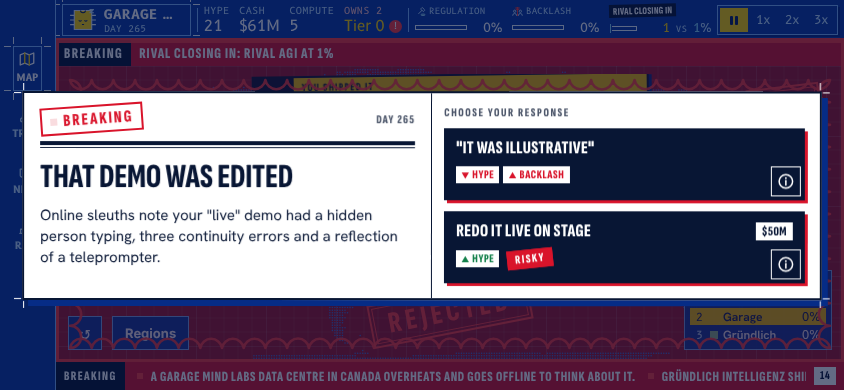 GARAGE ...
DAY 265
HYPE
21
CASH
$61M
COMPUTE
5
OWNS 2
Tier 0
REGULATION
0%
BACKLASH
0%
RIVAL CLOSING IN
1 vs 1%
1x 2x 3x
BREAKING RIVAL CLOSING IN: RIVAL AGI AT 1%
MAP
YOU SHIPPED IT
BREAKING
DAY 265
THAT DEMO WAS EDITED
Online sleuths note your "live" demo had a hidden
person typing, three continuity errors and a reflection
of a teleprompter.
CHOOSE YOUR RESPONSE
"IT WAS ILLUSTRATIVE"
▼ HYPE ▲ BACKLASH
REDO IT LIVE ON STAGE $50M
▲ HYPE RISKY
REJECTED
Regions
2 Garage 0%
3 Gründlich 0%
BREAKING A GARAGE MIND LABS DATA CENTRE IN CANADA OVERHEATS AND GOES OFFLINE TO THINK ABOUT IT. GRÜNDLICH INTELLIGENZ SHI 14